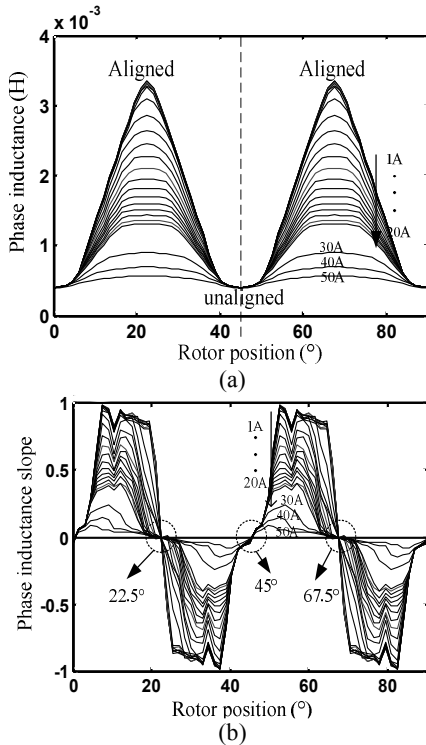 x 10⁻³
4
Aligned
Aligned
3
Phase inductance (H)
1A
2
20A
30A
1
40A
50A
unaligned
0
0
20
40
60
80
Rotor position (°)
(a)
1
1A
0.5
20A
30A
40A
50A
Phase inductance slope
0
22.5°
45°
67.5°
-0.5
-1
0
20
40
60
80
Rotor position (°)
(b)